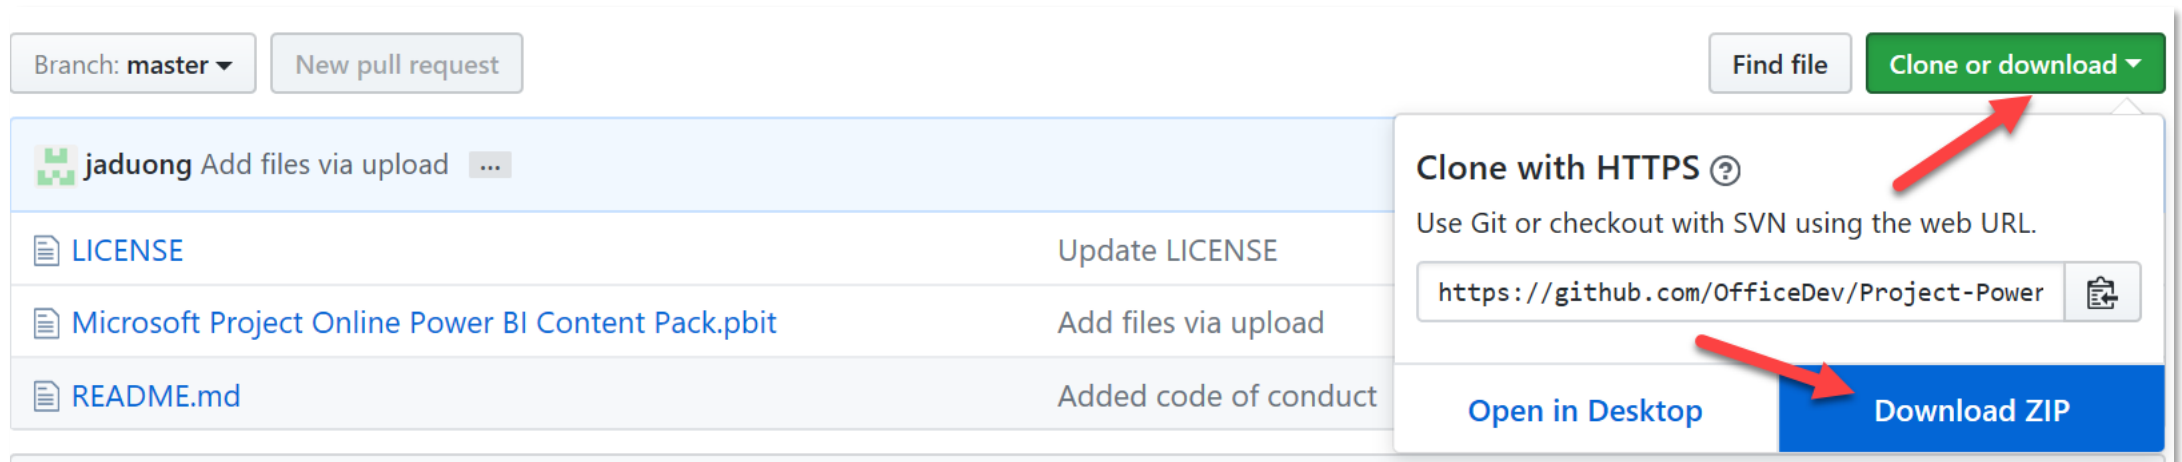 Branch: master
New pull request
Find file
Clone or download
jaduong Add files via upload ...
LICENSE
Update LICENSE
Microsoft Project Online Power BI Content Pack.pbit
Add files via upload
README.md
Added code of conduct
Clone with HTTPS ?
Use Git or checkout with SVN using the web URL.
https://github.com/OfficeDev/Project-Power
Open in Desktop
Download ZIP